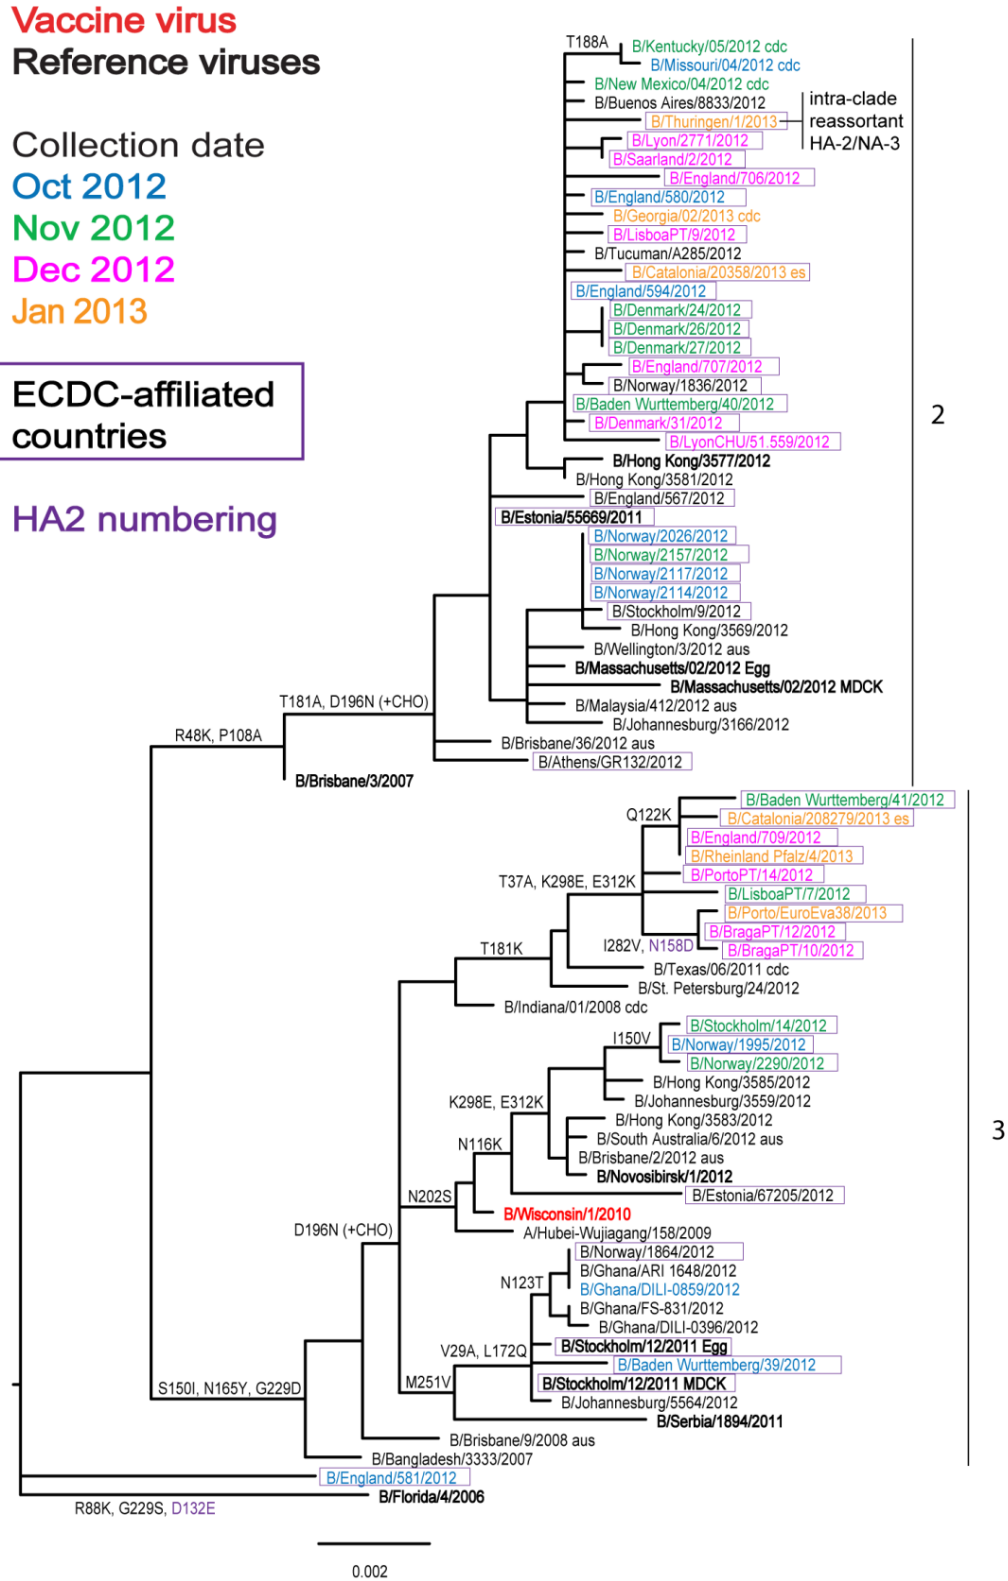 Vaccine virus
Reference viruses
Collection date
Oct 2012
Nov 2012
Dec 2012
Jan 2013
ECDC-affiliated
countries
HA2 numbering
T188A
B/Kentucky/05/2012 cdc
B/Missouri/04/2012 cdc
B/New Mexico/04/2012 cdc
B/Buenos Aires/8833/2012
B/Thuringen/1/2013
intra-clade
reassortant
HA-2/NA-3
B/Lyon/2771/2012
B/Saarland/2/2012
B/England/706/2012
B/England/580/2012
B/Georgia/02/2013 cdc
B/LisboaPT/9/2012
B/Tucuman/A285/2012
B/Catalonia/20358/2013 es
B/England/594/2012
B/Denmark/24/2012
B/Denmark/26/2012
B/Denmark/27/2012
B/England/707/2012
B/Norway/1836/2012
B/Baden Wurttemberg/40/2012
B/Denmark/31/2012
B/LyonCHU/51.559/2012
B/Hong Kong/3577/2012
B/Hong Kong/3581/2012
B/England/567/2012
B/Estonia/55669/2011
B/Norway/2026/2012
B/Norway/2157/2012
B/Norway/2117/2012
B/Norway/2114/2012
B/Stockholm/9/2012
B/Hong Kong/3569/2012
B/Wellington/3/2012 aus
B/Massachusetts/02/2012 Egg
B/Massachusetts/02/2012 MDCK
B/Malaysia/412/2012 aus
B/Johannesburg/3166/2012
B/Brisbane/36/2012 aus
B/Athens/GR132/2012
T181A, D196N (+CHO)
R48K, P108A
B/Brisbane/3/2007
2
B/Baden Wurttemberg/41/2012
Q122K
B/Catalonia/208279/2013 es
B/England/709/2012
B/Rheinland Pfalz/4/2013
B/PortoPT/14/2012
T37A, K298E, E312K
B/LisboaPT/7/2012
B/Porto/EuroEva38/2013
B/BragaPT/12/2012
I282V, N158D
B/BragaPT/10/2012
T181K
B/Texas/06/2011 cdc
B/St. Petersburg/24/2012
B/Indiana/01/2008 cdc
B/Stockholm/14/2012
I150V
B/Norway/1995/2012
B/Norway/2290/2012
B/Hong Kong/3585/2012
B/Johannesburg/3559/2012
K298E, E312K
B/Hong Kong/3583/2012
B/South Australia/6/2012 aus
N116K
B/Brisbane/2/2012 aus
B/Novosibirsk/1/2012
B/Estonia/67205/2012
N202S
B/Wisconsin/1/2010
3
D196N (+CHO)
A/Hubei-Wujiagang/158/2009
B/Norway/1864/2012
B/Ghana/ARI 1648/2012
N123T
B/Ghana/DILI-0859/2012
B/Ghana/FS-831/2012
B/Ghana/DILI-0396/2012
B/Stockholm/12/2011 Egg
V29A, L172Q
B/Baden Wurttemberg/39/2012
M251V
B/Stockholm/12/2011 MDCK
B/Johannesburg/5564/2012
B/Serbia/1894/2011
S150I, N165Y, G229D
B/Brisbane/9/2008 aus
B/Bangladesh/3333/2007
B/England/581/2012
B/Florida/4/2006
R88K, G229S, D132E
0.002